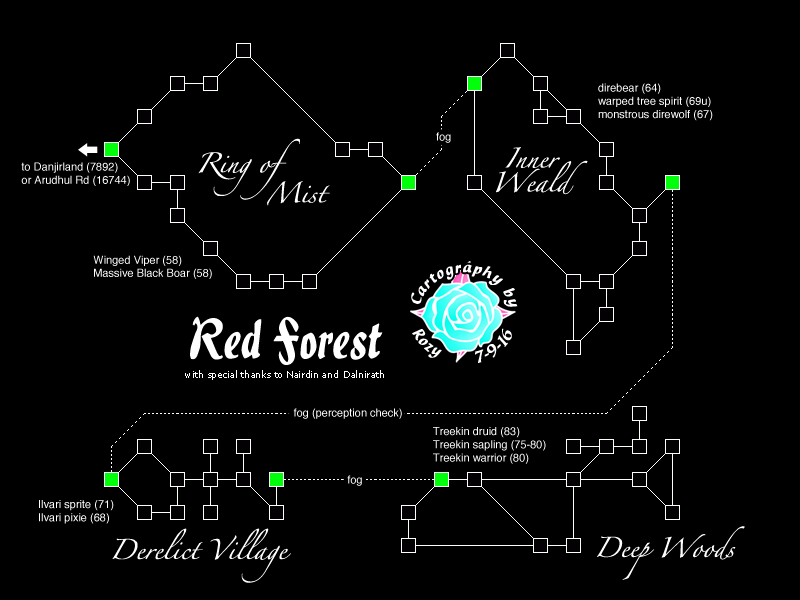 direbear (64)
warped tree spirit (69u)
monstrous direwolf (67)
fog
to Danjirland (7892)
or Arudhul Rd (16744)
Ring of
Mist
Inner
Weald
Winged Viper (58)
Massive Black Boar (58)
Cartography by
Rozy 7-9-16
Red Forest
with special thanks to Nairdin and Dalnirath
fog (perception check)
Treekin druid (83)
Treekin sapling (75-80)
Treekin warrior (80)
fog
Ilvari sprite (71)
Ilvari pixie (68)
Derelict Village
Deep Woods